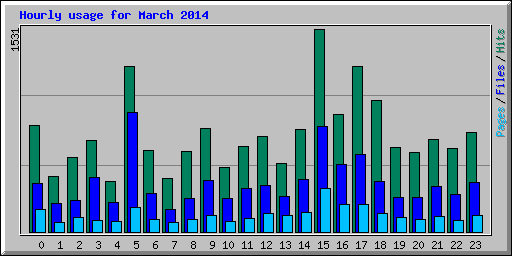 Hourly usage for March 2014
1531
Pages / Files / Hits
0 1 2 3 4 5 6 7 8 9 10 11 12 13 14 15 16 17 18 19 20 21 22 23